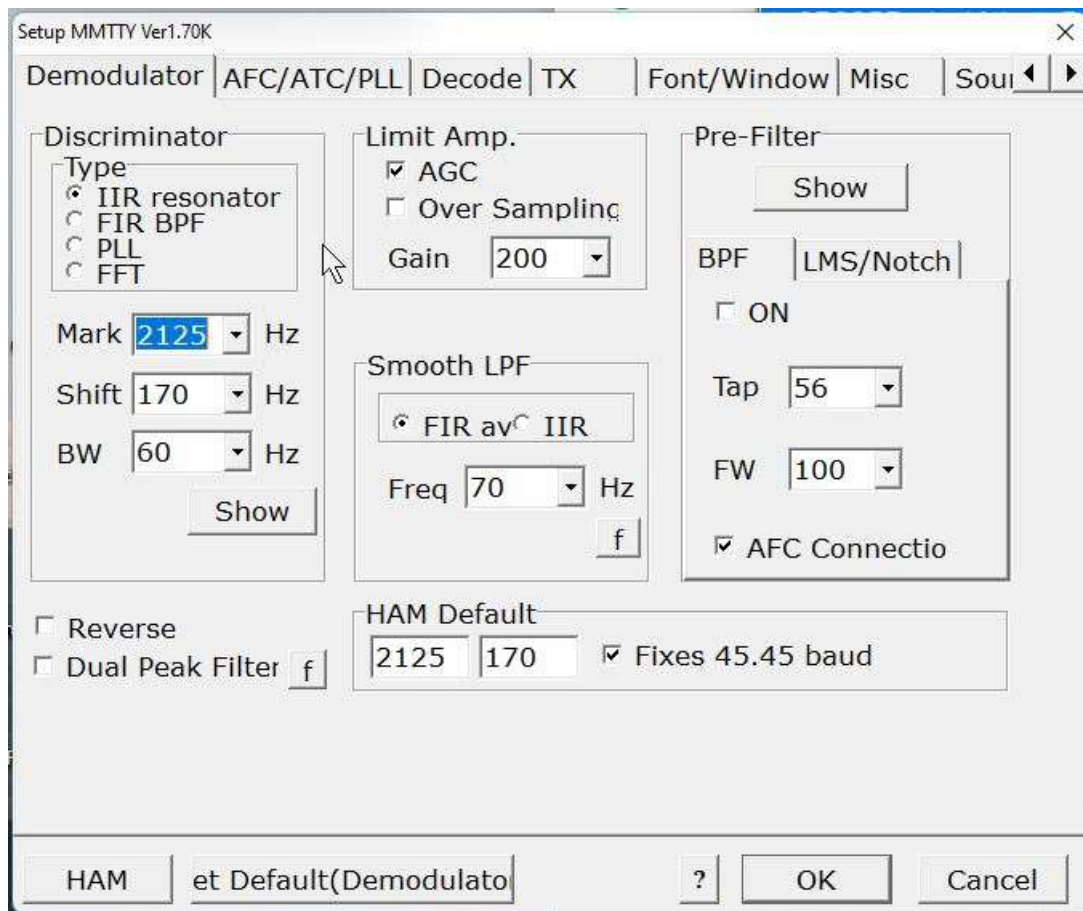 Setup MMTTY Ver1.70K
Demodulator AFC/ATC/PLL Decode TX Font/Window Misc Sour
Discriminator
Type
IIR resonator
FIR BPF
PLL
FFT
Mark 2125 Hz
Shift 170 Hz
BW 60 Hz
Show
Limit Amp.
AGC
Over Sampling
Gain 200
Smooth LPF
FIR av IIR
Freq 70 Hz
f
Pre-Filter
Show
BPF LMS/Notch
ON
Tap 56
FW 100
AFC Connectio
Reverse
Dual Peak Filter f
HAM Default
2125 170 Fixes 45.45 baud
HAM et Default(Demodulato ? OK Cancel